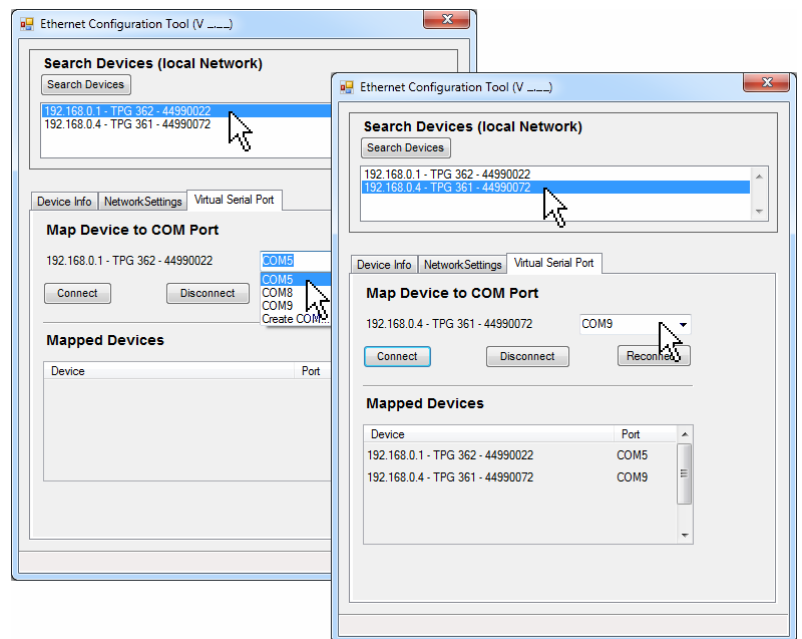 Ethernet Configuration Tool (V _._._)
Search Devices (local Network)
Search Devices
192.168.0.1 - TPG 362 - 44990022
192.168.0.4 - TPG 361 - 44990072
Device Info NetworkSettings Virtual Serial Port
Map Device to COM Port
192.168.0.1 - TPG 362 - 44990022 COM5
COM5
COM8
COM9
Create COM...
Connect Disconnect
Mapped Devices
Device Port
Ethernet Configuration Tool (V _._._)
Search Devices (local Network)
Search Devices
192.168.0.1 - TPG 362 - 44990022
192.168.0.4 - TPG 361 - 44990072
Device Info NetworkSettings Virtual Serial Port
Map Device to COM Port
192.168.0.4 - TPG 361 - 44990072 COM9
Connect Disconnect Reconnect
Mapped Devices
Device Port
192.168.0.1 - TPG 362 - 44990022 COM5
192.168.0.4 - TPG 361 - 44990072 COM9